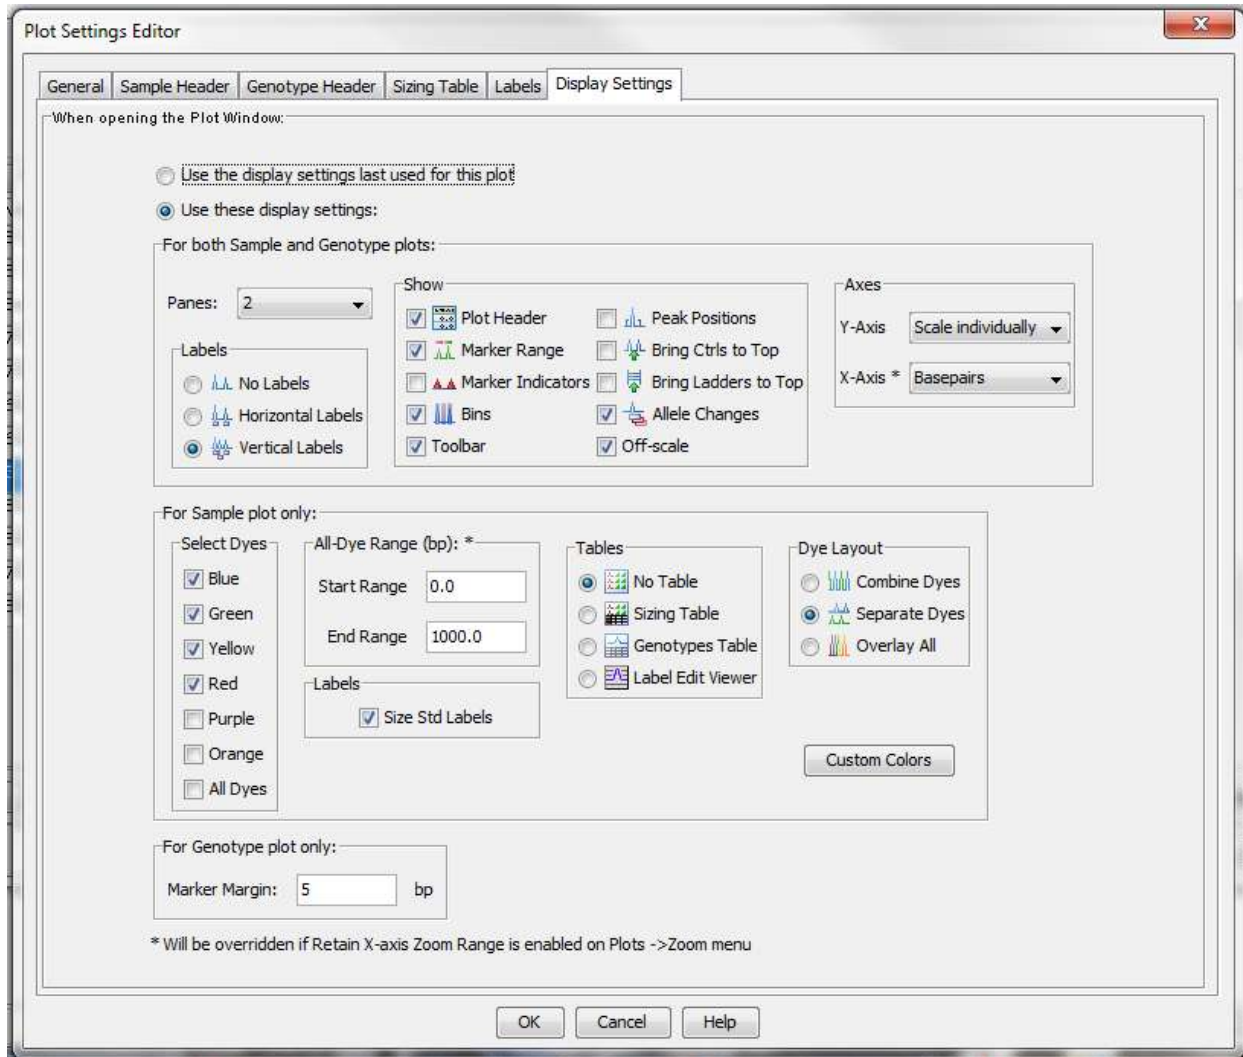 Plot Settings Editor
General Sample Header Genotype Header Sizing Table Labels Display Settings
When opening the Plot Window:
Use the display settings last used for this plot
Use these display settings:
For both Sample and Genotype plots:
Panes: 2
Labels
No Labels
Horizontal Labels
Vertical Labels
Show
Plot Header
Marker Range
Marker Indicators
Bins
Toolbar
Peak Positions
Bring Ctrls to Top
Bring Ladders to Top
Allele Changes
Off-scale
Axes
Y-Axis Scale individually
X-Axis * Basepairs
For Sample plot only:
Select Dyes
Blue
Green
Yellow
Red
Purple
Orange
All Dyes
All-Dye Range (bp): *
Start Range 0.0
End Range 1000.0
Labels
Size Std Labels
Tables
No Table
Sizing Table
Genotypes Table
Label Edit Viewer
Dye Layout
Combine Dyes
Separate Dyes
Overlay All
Custom Colors
For Genotype plot only:
Marker Margin: 5 bp
* Will be overridden if Retain X-axis Zoom Range is enabled on Plots ->Zoom menu
OK Cancel Help